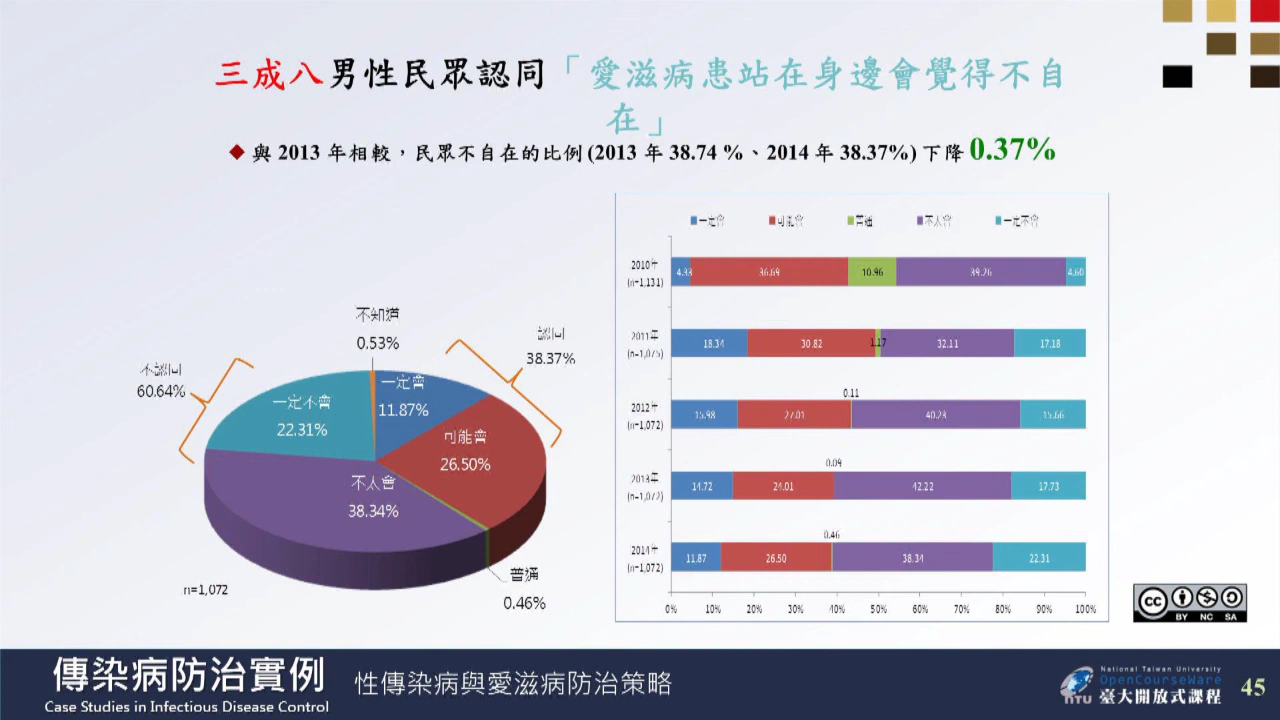 三成八男性民眾認同「愛滋病患站在身邊會覺得不自
在」
與 2013 年相較，民眾不自在的比例(2013 年 38.74 %、2014 年 38.37%) 下降 0.37%
不知道
0.53%
認同
38.37%
不認同
60.64%
一定會
11.87%
一定不會
22.31%
可能會
26.50%
不太會
38.34%
普通
0.46%
n=1,072
一定會 可能會 普通 不太會 一定不會
2010年
(n=1,131)
4.33 36.69 10.96 39.26 4.60
2011年
(n=1,075)
18.34 30.82 1.17 32.11 17.18
0.11
2012年
(n=1,072)
15.98 27.01 40.23 15.66
0.09
2013年
(n=1,072)
14.72 24.01 42.22 17.73
0.46
2014年
(n=1,072)
11.87 26.50 38.34 22.31
0% 10% 20% 30% 40% 50% 60% 70% 80% 90% 100%
cc BY NC SA
傳染病防治實例
Case Studies in Infectious Disease Control
性傳染病與愛滋病防治策略
National Taiwan University
OpenCourseWare
NTU 臺大開放式課程
45